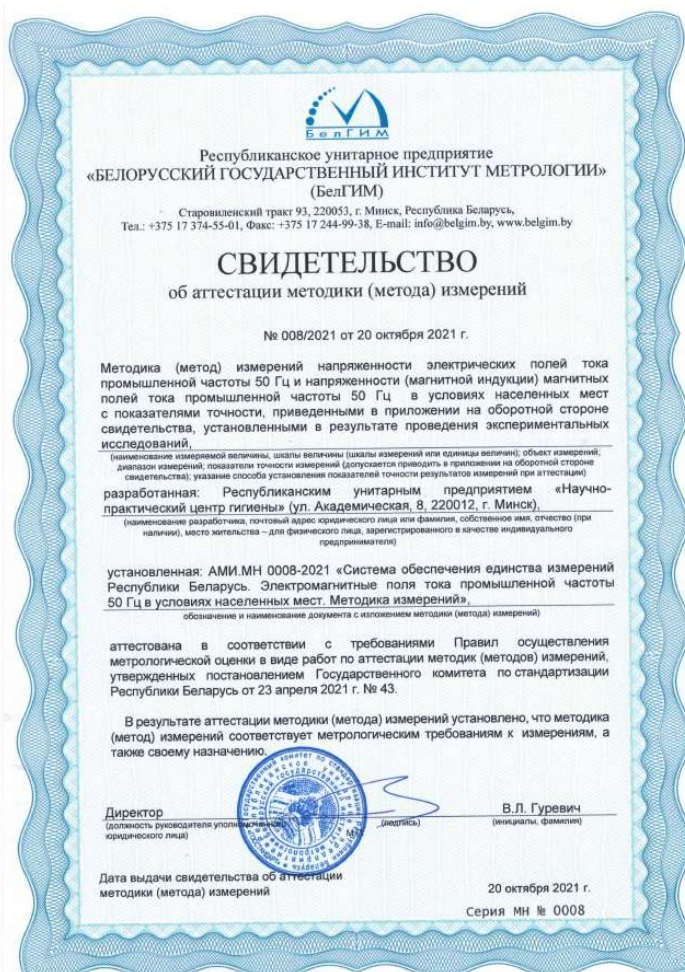 БелГИМ
Республиканское унитарное предприятие
«БЕЛОРУССКИЙ ГОСУДАРСТВЕННЫЙ ИНСТИТУТ МЕТРОЛОГИИ»
(БелГИМ)
Старовиленский тракт 93, 220053, г. Минск, Республика Беларусь,
Тел.: +375 17 374-55-01, Факс: +375 17 244-99-38, E-mail: info@belgim.by, www.belgim.by
СВИДЕТЕЛЬСТВО
об аттестации методики (метода) измерений
№ 008/2021 от 20 октября 2021 г.
Методика (метод) измерений напряженности электрических полей тока
промышленной частоты 50 Гц и напряженности (магнитной индукции) магнитных
полей тока промышленной частоты 50 Гц в условиях населенных мест
с показателями точности, приведенными в приложении на оборотной стороне
свидетельства, установленными в результате проведения экспериментальных
исследований,
(наименование измеряемой величины, шкалы величины (шкалы измерений или единицы величин); объект измерений;
диапазон измерений; показатели точности измерений (допускается приводить в приложении на оборотной стороне
свидетельства); указание способа установления показателей точности результатов измерений при аттестации)
разработанная: Республиканским унитарным предприятием «Научно-
практический центр гигиены» (ул. Академическая, 8, 220012, г. Минск),
(наименование разработчика, почтовый адрес юридического лица или фамилия, собственное имя, отчество (при
наличии), место жительства – для физического лица, зарегистрированного в качестве индивидуального
предпринимателя)
установленная: АМИ.МН 0008-2021 «Система обеспечения единства измерений
Республики Беларусь. Электромагнитные поля тока промышленной частоты
50 Гц в условиях населенных мест. Методика измерений»,
обозначение и наименование документа с изложением методики (метода) измерений)
аттестована в соответствии с требованиями Правил осуществления
метрологической оценки в виде работ по аттестации методик (методов) измерений,
утвержденных постановлением Государственного комитета по стандартизации
Республики Беларусь от 23 апреля 2021 г. № 43.
В результате аттестации методики (метода) измерений установлено, что методика
(метод) измерений соответствует метрологическим требованиям к измерениям, а
также своему назначению.
Директор
В.Л. Гуревич
(должность руководителя уполномоченного
юридического лица)
(подпись)
(инициалы, фамилия)
Дата выдачи свидетельства об аттестации
методики (метода) измерений
20 октября 2021 г.
Серия МН № 0008